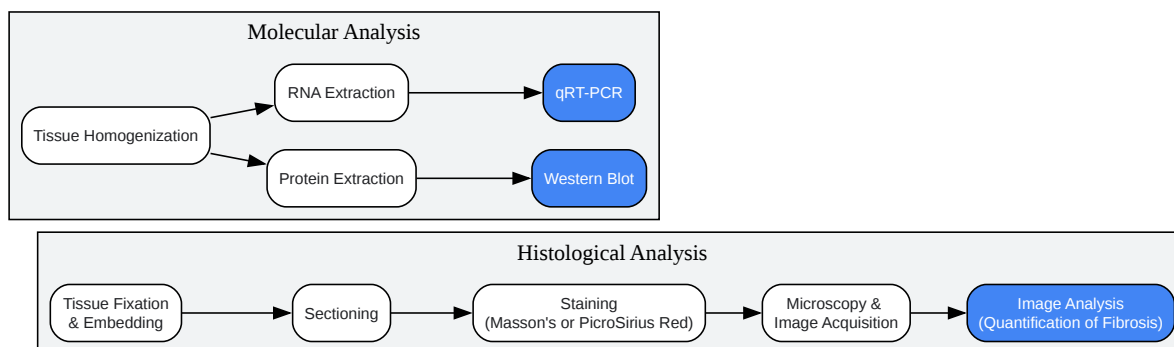 Molecular Analysis
RNA Extraction
qRT-PCR
Tissue Homogenization
Protein Extraction
Western Blot
Histological Analysis
Tissue Fixation
& Embedding
Sectioning
Staining
(Masson's or PicroSirius Red)
Microscopy &
Image Acquisition
Image Analysis
(Quantification of Fibrosis)